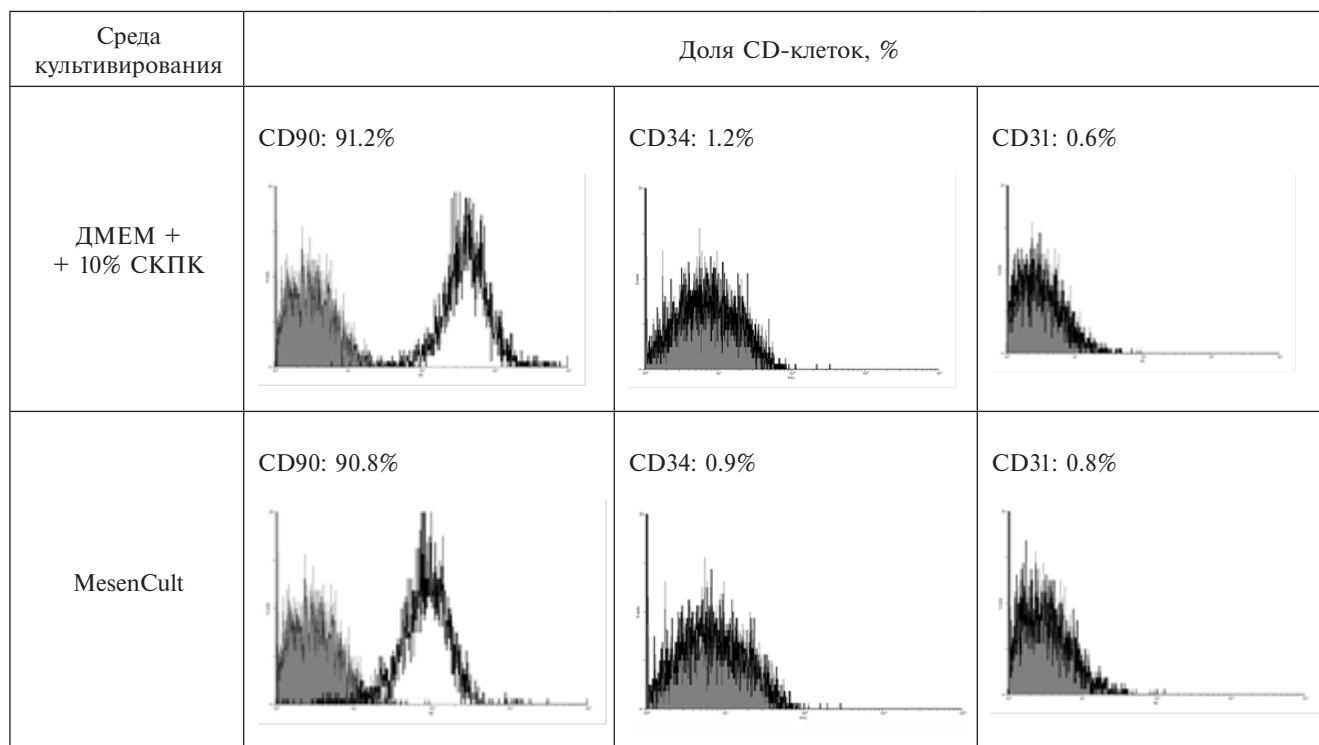 Среда
культивирования
Доля CD-клеток, %
ДМЕМ +
+ 10% СКПК
CD90: 91.2%
CD34: 1.2%
CD31: 0.6%
MesenCult
CD90: 90.8%
CD34: 0.9%
CD31: 0.8%